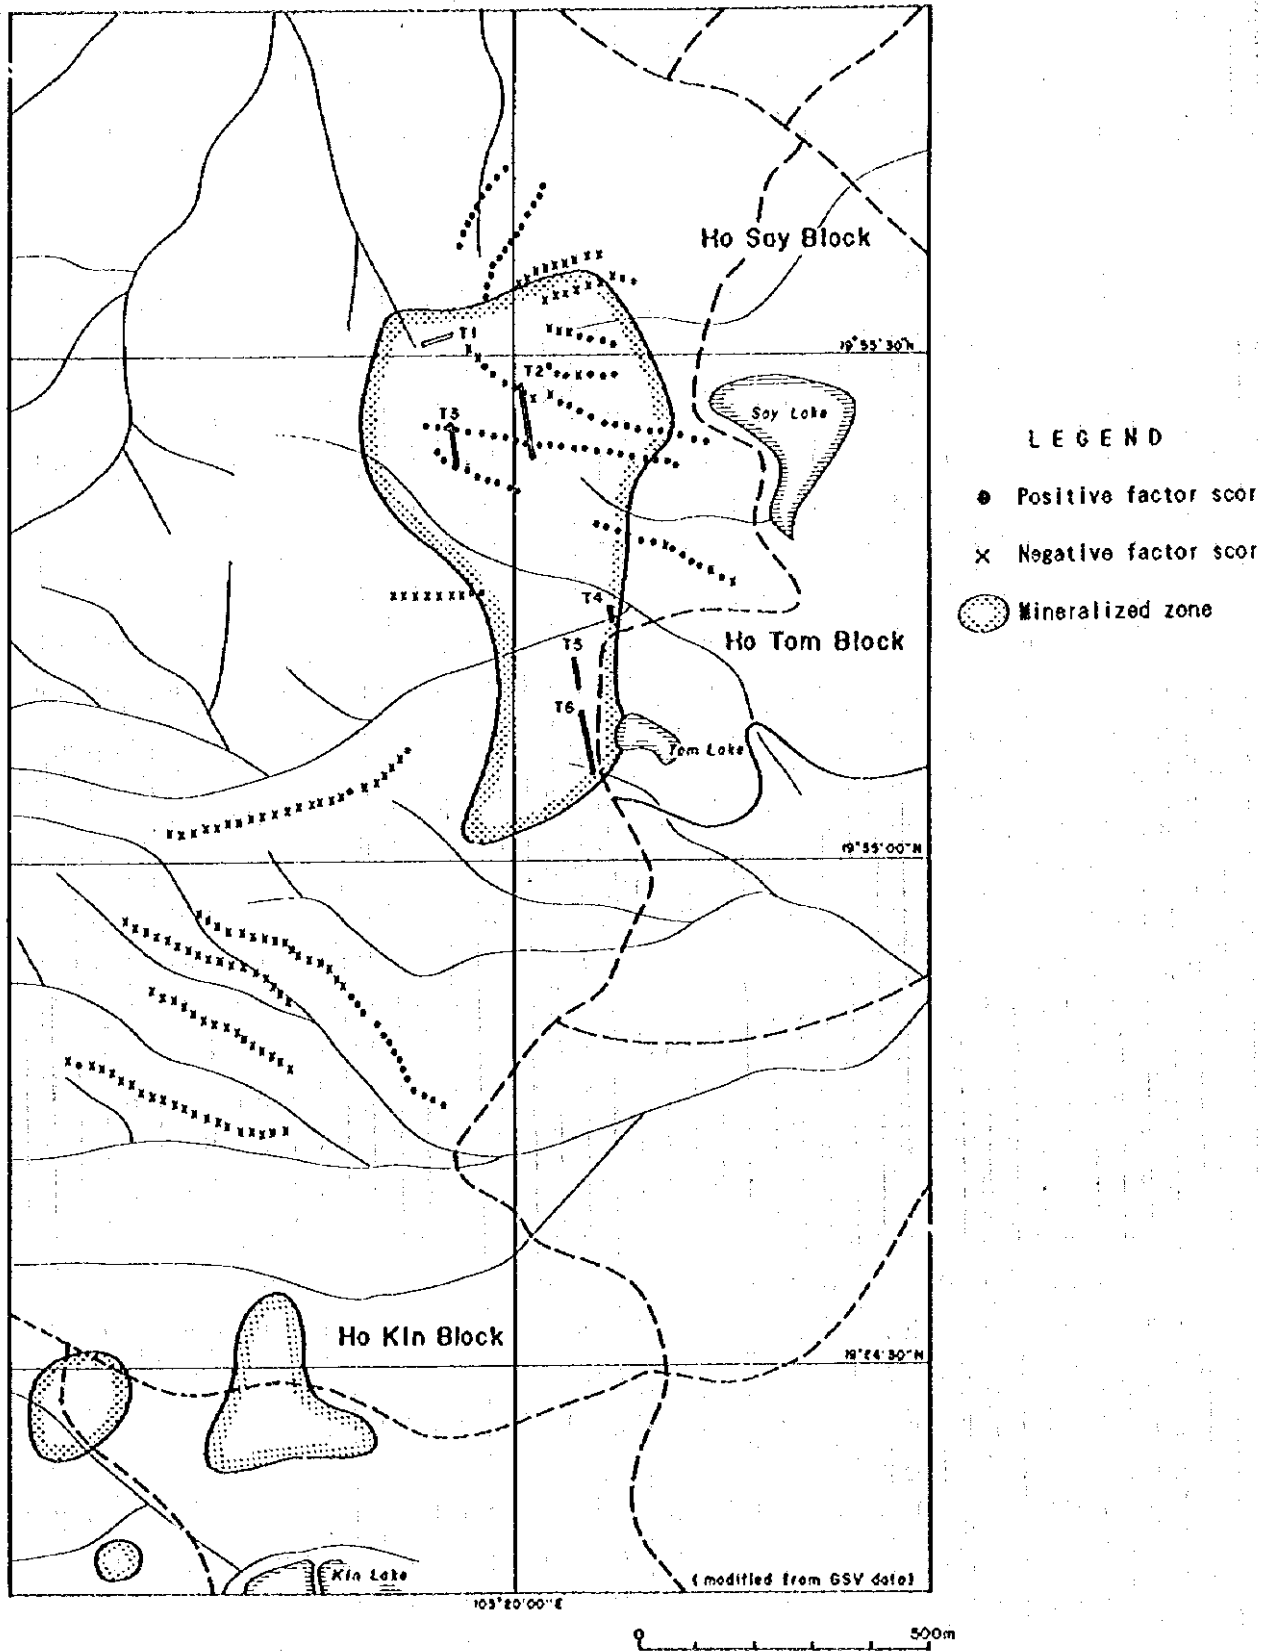 Ho Say Block
T1
19°55'30"N
T2
Say Lake
T3
LEGEND
Positive factor scor
Negative factor scor
T4
Mineralized zone
T5
Ho Tom Block
T6
Tom Lake
19°55'00"N
Ho Kin Block
19°54'30"N
Kin Lake
(modified from GSV data)
105°20'00"E
0 500m